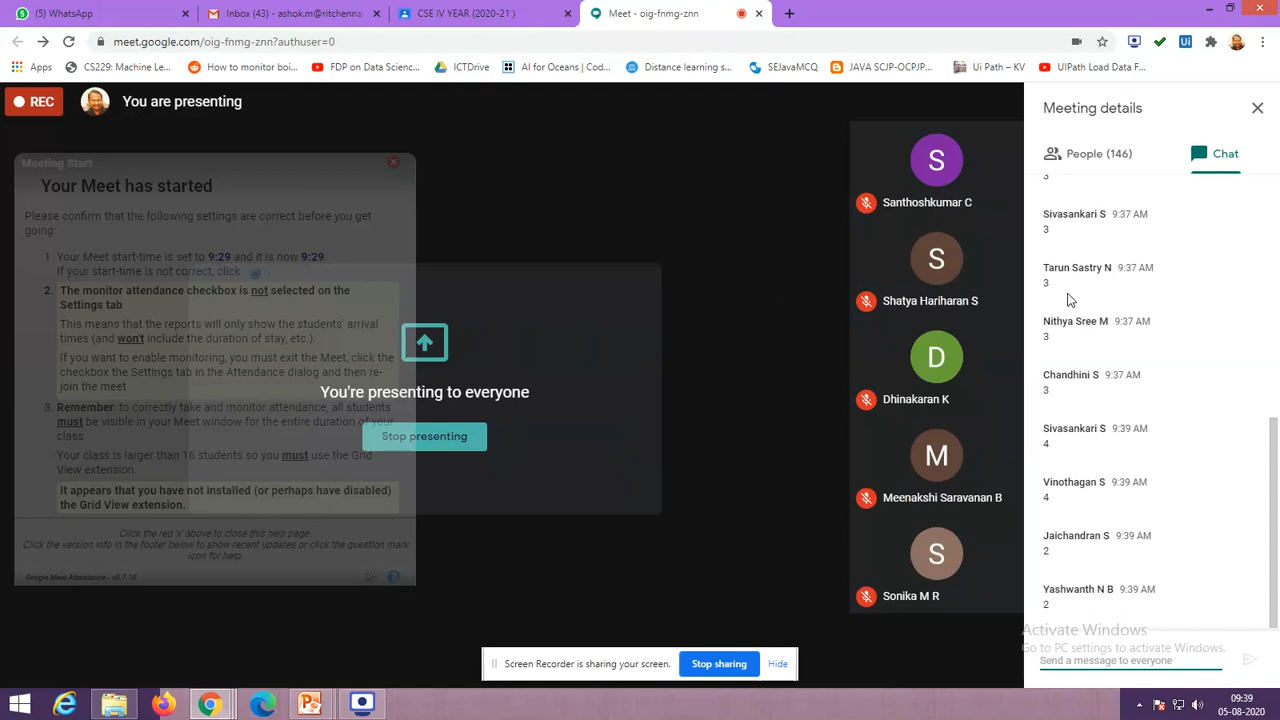 WhatsApp
Inbox (43) - ashok.m@ritchennai
CSE IV YEAR (2020-21 )
Meet - oig-fnmg-znn
meet.google.com/oig-fnmg-znn?authuser=0
Apps
CS229: Machine Le...
How to monitor boi...
FDP on Data Scienc...
ICTDrive
AI for Oceans | Cod...
Distance learning s...
SEJavaMCQ
JAVA SCJP-OCPJP...
Ui Path – KV
UIPath Load Data F...
REC
You are presenting
Meeting Start
Your Meet has started
Please confirm that the following settings are correct before you get
going:
1. Your Meet start-time is set to 9:29 and it is now 9:29.
If your start-time is not correct, click
2. The monitor attendance checkbox is not selected on the
Settings tab
This means that the reports will only show the students' arrival
times (and won't include the duration of stay, etc.).
If you want to enable monitoring, you must exit the Meet, click the
checkbox the Settings tab in the Attendance dialog and then re-
join the meet
3. Remember: to correctly take and monitor attendance, all students
must be visible in your Meet window for the entire duration of your
class
Your class is larger than 16 students so you must use the Grid
View extension.
It appears that you have not installed (or perhaps have disabled)
the Grid View extension.
Click the red 'x' above to close this help page.
Click the version info in the footer below to show recent updates or click the question mark
icon for help.
Google Meet Attendance - v0.7.10
You're presenting to everyone
Stop presenting
Santhoshkumar C
Shatya Hariharan S
Dhinakaran K
Meenakshi Saravanan B
Sonika M R
S
S
D
M
S
Screen Recorder is sharing your screen.
Stop sharing
Hide
Meeting details
People (146)
Chat
3
Sivasankari S 9:37 AM
3
Tarun Sastry N 9:37 AM
3
Nithya Sree M 9:37 AM
3
Chandhini S 9:37 AM
3
Sivasankari S 9:39 AM
4
Vinothagan S 9:39 AM
4
Jaichandran S 9:39 AM
2
Yashwanth N B 9:39 AM
2
Activate Windows
Go to PC settings to activate Windows.
Send a message to everyone
09:39
05-08-2020